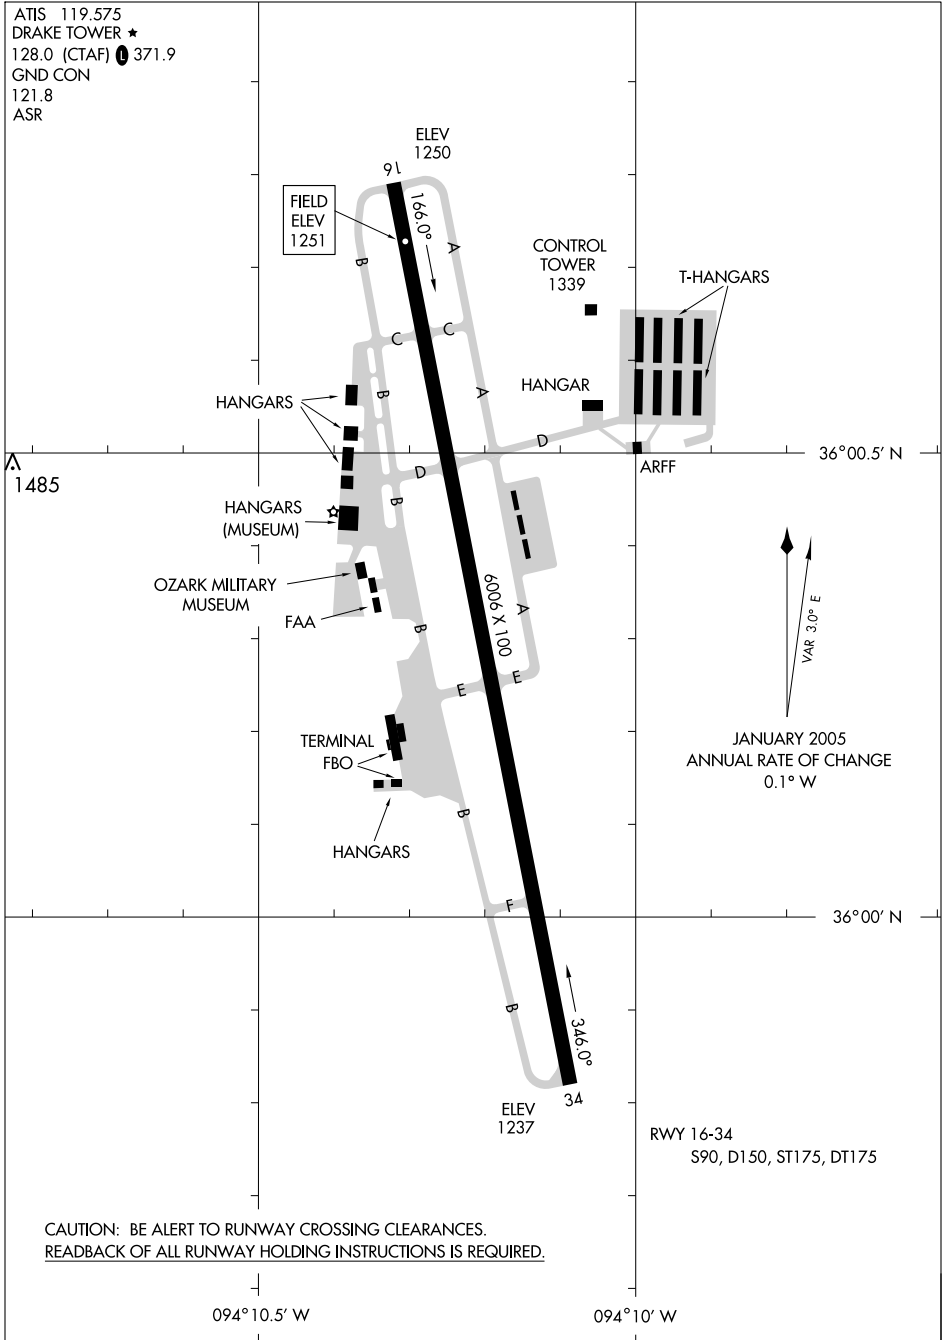 ATIS 119.575
DRAKE TOWER ★
128.0 (CTAF) L 371.9
GND CON
121.8
ASR
ELEV
1250
16
FIELD
ELEV
1251
166.0°
A
B
CONTROL
TOWER
1339
T-HANGARS
C
C
HANGAR
B
A
HANGARS
D
D
36°00.5' N
ARFF
1485
B
HANGARS
(MUSEUM)
OZARK MILITARY
MUSEUM
FAA
6006 X 100
A
B
VAR 3.0° E
E
E
JANUARY 2005
ANNUAL RATE OF CHANGE
0.1° W
TERMINAL
FBO
B
HANGARS
F
36°00' N
B
346.0°
34
ELEV
1237
RWY 16-34
S90, D150, ST175, DT175
CAUTION: BE ALERT TO RUNWAY CROSSING CLEARANCES.
READBACK OF ALL RUNWAY HOLDING INSTRUCTIONS IS REQUIRED.
094°10.5' W
094°10' W